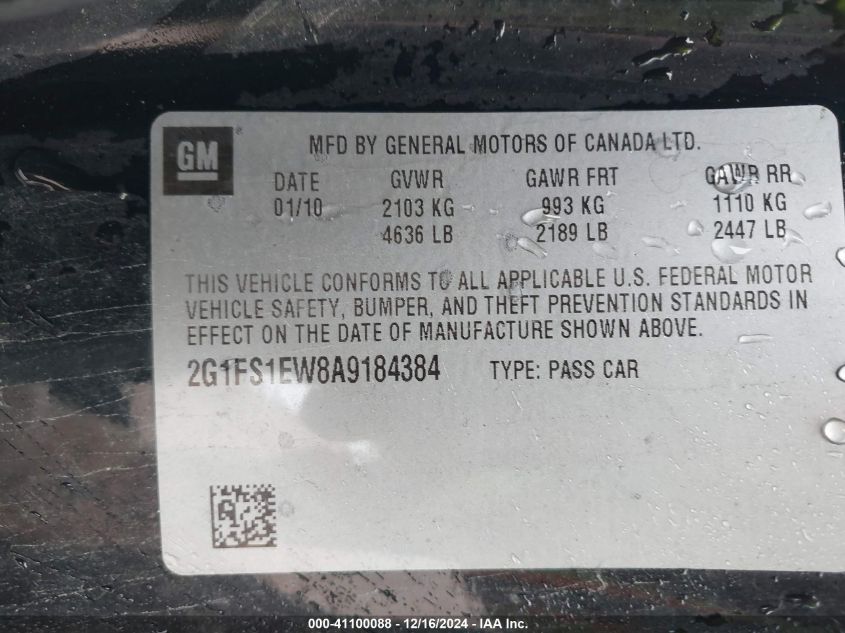 GM
MFD BY GENERAL MOTORS OF CANADA LTD.
DATE GVWR GAWR FRT GAWR RR
01/10 2103 KG 993 KG 1110 KG
4636 LB 2189 LB 2447 LB
THIS VEHICLE CONFORMS TO ALL APPLICABLE U.S. FEDERAL MOTOR
VEHICLE SAFETY, BUMPER, AND THEFT PREVENTION STANDARDS IN
EFFECT ON THE DATE OF MANUFACTURE SHOWN ABOVE.
2G1FS1EW8A9184384 TYPE: PASS CAR
000-41100088 - 12/16/2024 - IAA Inc.